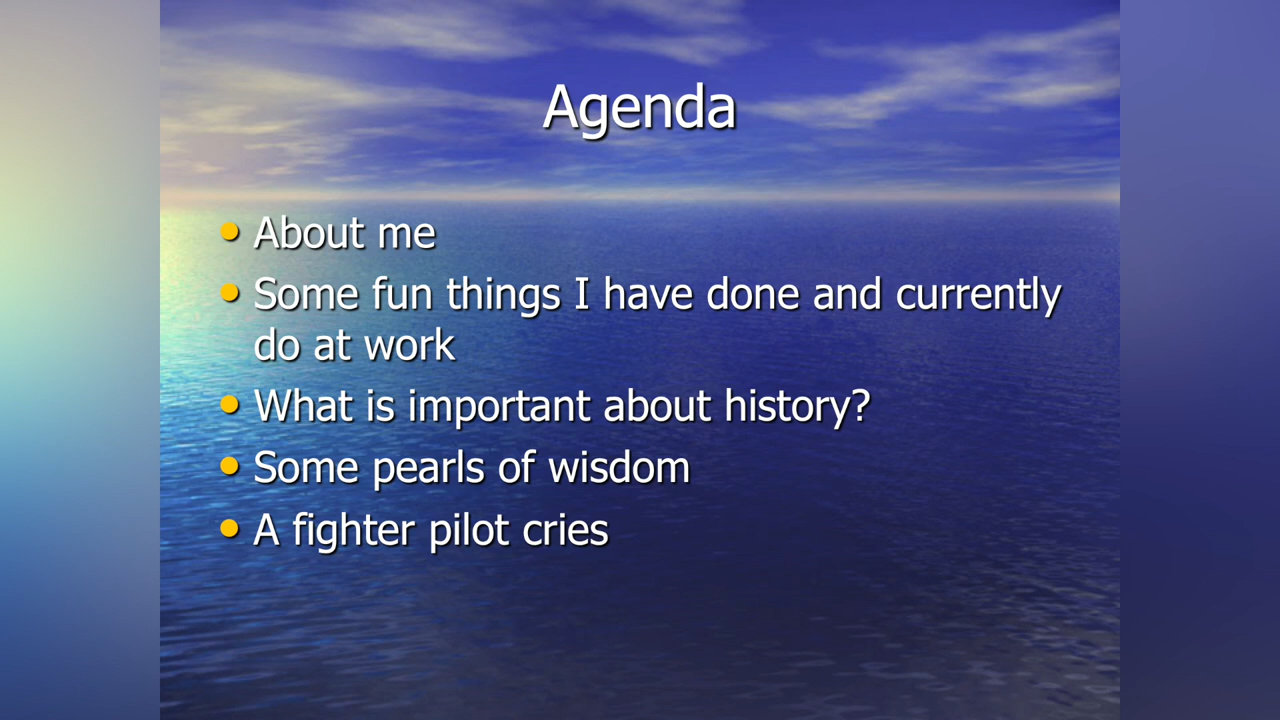 Agenda
• About me
• Some fun things I have done and currently
do at work
• What is important about history?
• Some pearls of wisdom
• A fighter pilot cries